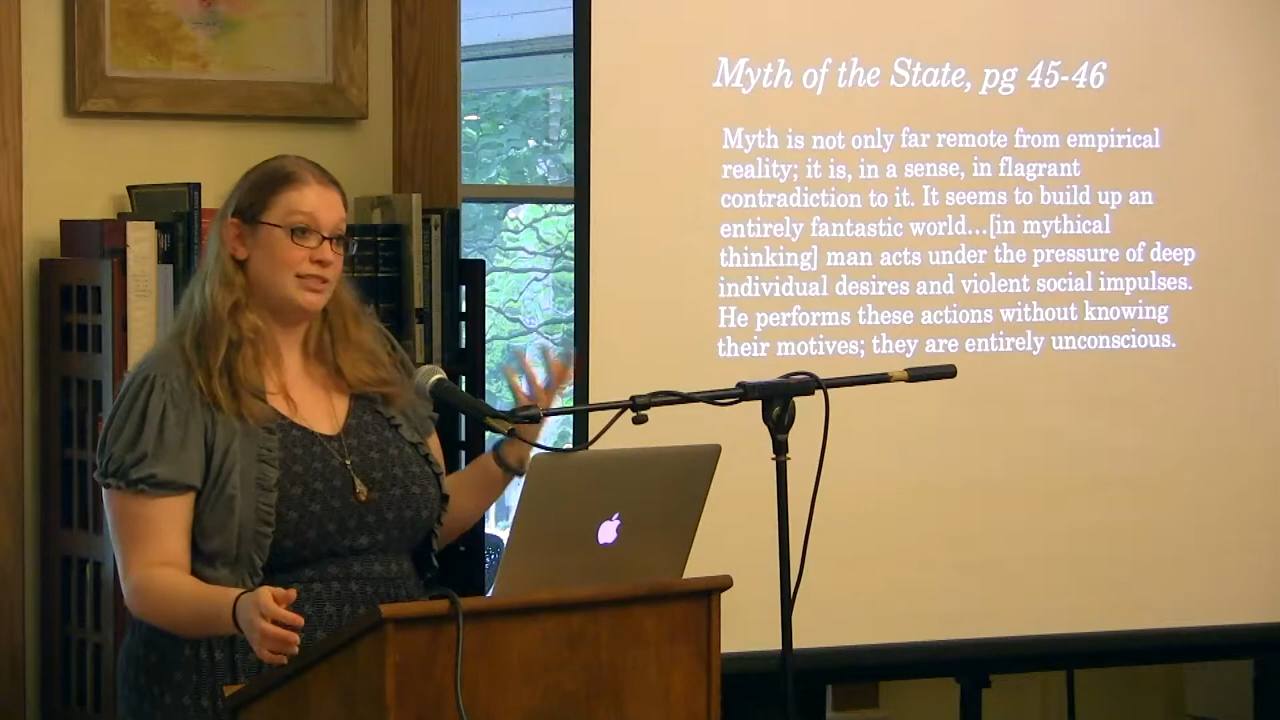 Myth of the State, pg 45-46
Myth is not only far remote from empirical
reality; it is, in a sense, in flagrant
contradiction to it. It seems to build up an
entirely fantastic world...[in mythical
thinking] man acts under the pressure of deep
individual desires and violent social impulses.
He performs these actions without knowing
their motives; they are entirely unconscious.